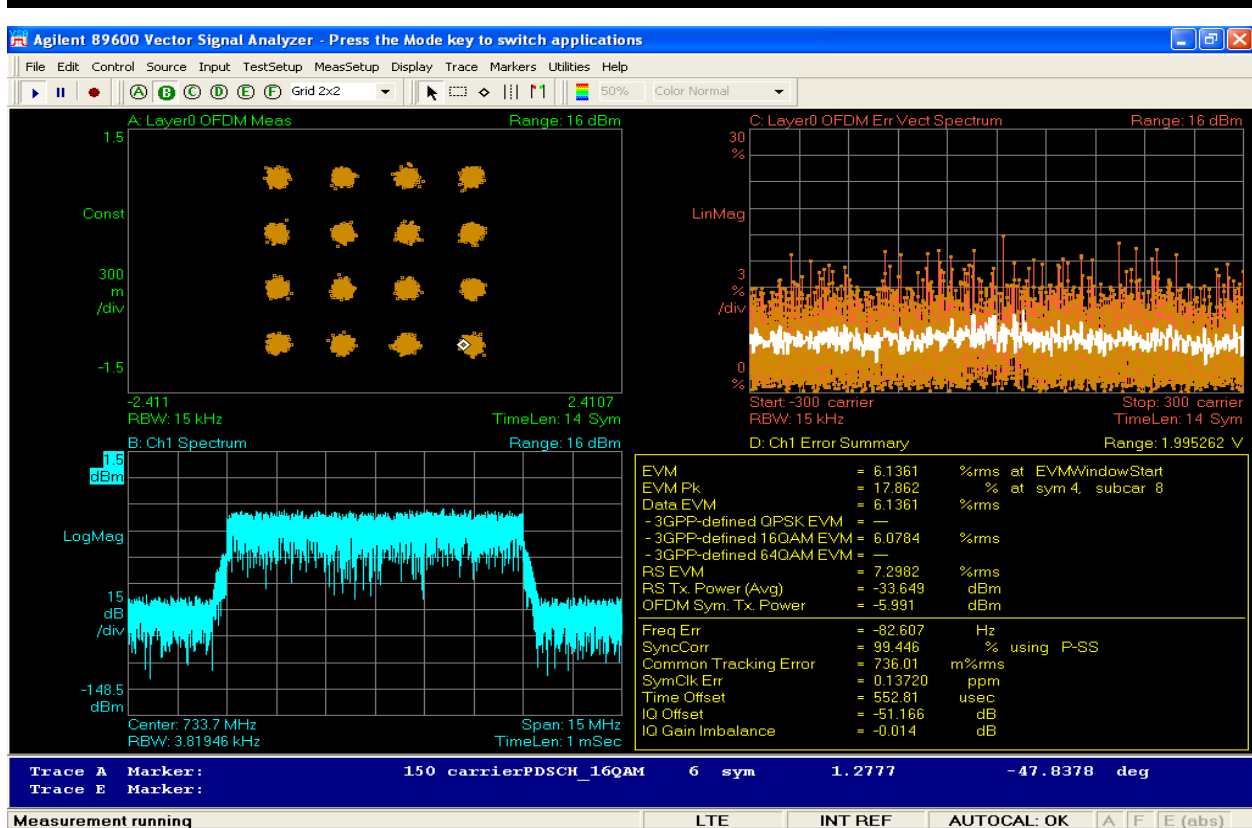 Agilent 89600 Vector Signal Analyzer - Press the Mode key to switch applications
File Edit Control Source Input TestSetup MeasSetup Display Trace Markers Utilities Help
A B C D E F Grid 2x2 50% Color Normal
A: Layer0 OFDM Meas Range: 16 dBm
1.5
Const
300
m
/div
-1.5
-2.411 2.4107
RBW: 15 kHz TimeLen: 14 Sym
C: Layer0 OFDM Err Vect Spectrum Range: 16 dBm
30
%
LinMag
3
%
/div
0
%
Start: -300 carrier Stop: 300 carrier
RBW: 15 kHz TimeLen: 14 Sym
B: Ch1 Spectrum Range: 16 dBm
1.5
dBm
LogMag
15
dB
/div
-148.5
dBm
Center: 733.7 MHz Span: 15 MHz
RBW: 3.81946 kHz TimeLen: 1 mSec
D: Ch1 Error Summary Range: 1.995262 V
EVM = 6.1361 %rms at EVMWindowStart
EVM Pk = 17.862 % at sym 4, subcar 8
Data EVM = 6.1361 %rms
- 3GPP-defined QPSK EVM = —
- 3GPP-defined 16QAM EVM = 6.0784 %rms
- 3GPP-defined 64QAM EVM = —
RS EVM = 7.2982 %rms
RS Tx. Power (Avg) = -33.649 dBm
OFDM Sym. Tx. Power = -5.991 dBm
Freq Err = -82.607 Hz
SyncCorr = 99.446 % using P-SS
Common Tracking Error = 736.01 m%rms
SymClk Err = 0.13720 ppm
Time Offset = 552.81 usec
IQ Offset = -51.166 dB
IQ Gain Imbalance = -0.014 dB
Trace A Marker: 150 carrierPDSCH_16QAM 6 sym 1.2777 -47.8378 deg
Trace E Marker:
Measurement running LTE INT REF AUTOCAL: OK A F E (abs)